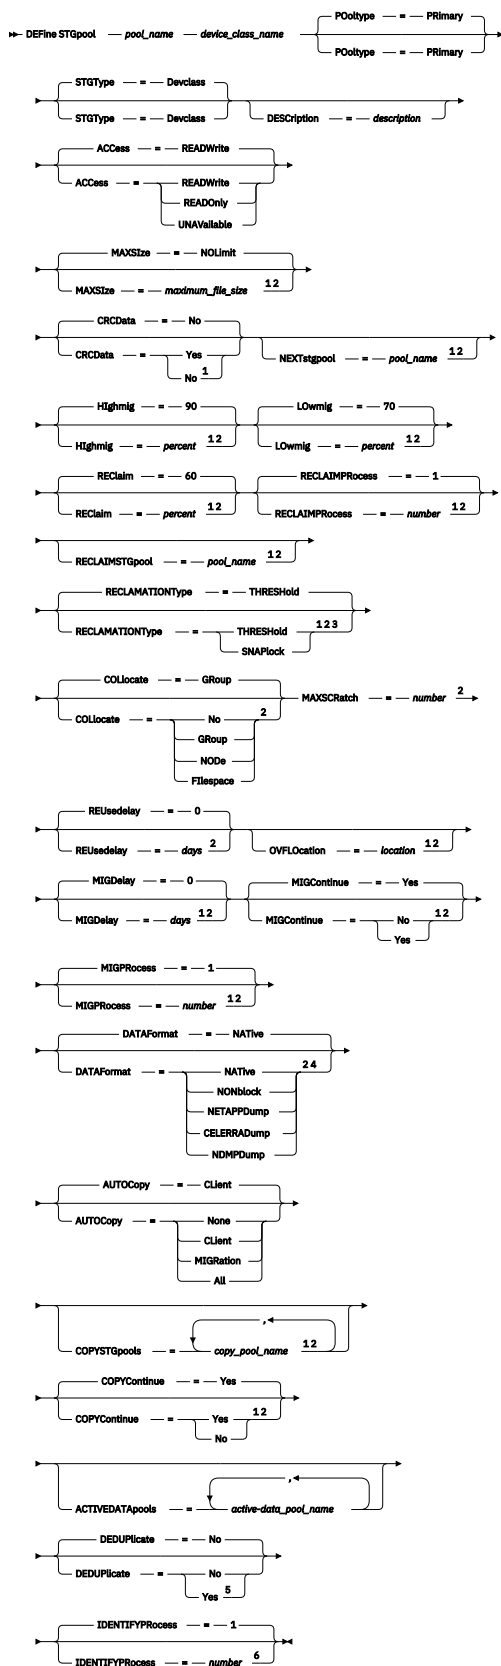 POoltype = PRimary
DEFine STGpool pool_name device_class_name
POoltype = PRimary
STGType = Devclass
STGType = Devclass
DESCription = description
ACCess = READWrite
ACCess = READWrite
READOnly
UNAVailable
MAXSIze = NOLimit
MAXSIze = maximum_file_size 1 2
CRCData = No
CRCData = Yes
No 1
NEXTstgpool = pool_name 1 2
HIghmig = 90
HIghmig = percent 1 2
LOwmig = 70
LOwmig = percent 1 2
REClaim = 60
REClaim = percent 1 2
RECLAIMPRocess = 1
RECLAIMPRocess = number 1 2
RECLAIMSTGpool = pool_name 1 2
RECLAMATIONType = THRESHold
RECLAMATIONType = THRESHold 1 2 3
SNAPlock
COLlocate = GRoup
COLlocate = No 2
GRoup
NODe
FIlespace
MAXSCRatch = number 2
REUsedelay = 0
REUsedelay = days 2
OVFLOcation = location 1 2
MIGDelay = 0
MIGDelay = days 1 2
MIGContinue = Yes
MIGContinue = No 1 2
Yes
MIGPRocess = 1
MIGPRocess = number 1 2
DATAFormat = NATive
DATAFormat = NATive 2 4
NONblock
NETAPPDump
CELERRADump
NDMPDump
AUTOCopy = CLient
AUTOCopy = None
CLient
MIGRation
All
,
COPYSTGpools = copy_pool_name 1 2
COPYContinue = Yes
COPYContinue = Yes 1 2
No
,
ACTIVEDATApools = active-data_pool_name
DEDUPlicate = No
DEDUPlicate = No
Yes 5
IDENTIFYPRocess = 1
IDENTIFYPRocess = number 6